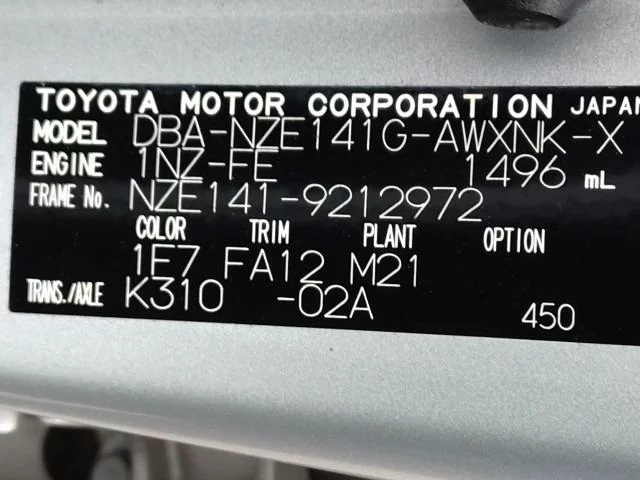 TOYOTA MOTOR CORPORATION JAPAN
MODEL DBA-NZE141G-AWXNK-X
ENGINE 1NZ-FE 1496 mL
FRAME No. NZE141-9212972
COLOR TRIM PLANT OPTION
1F7 FA12 M21
TRANS./AXLE K310 -02A 450